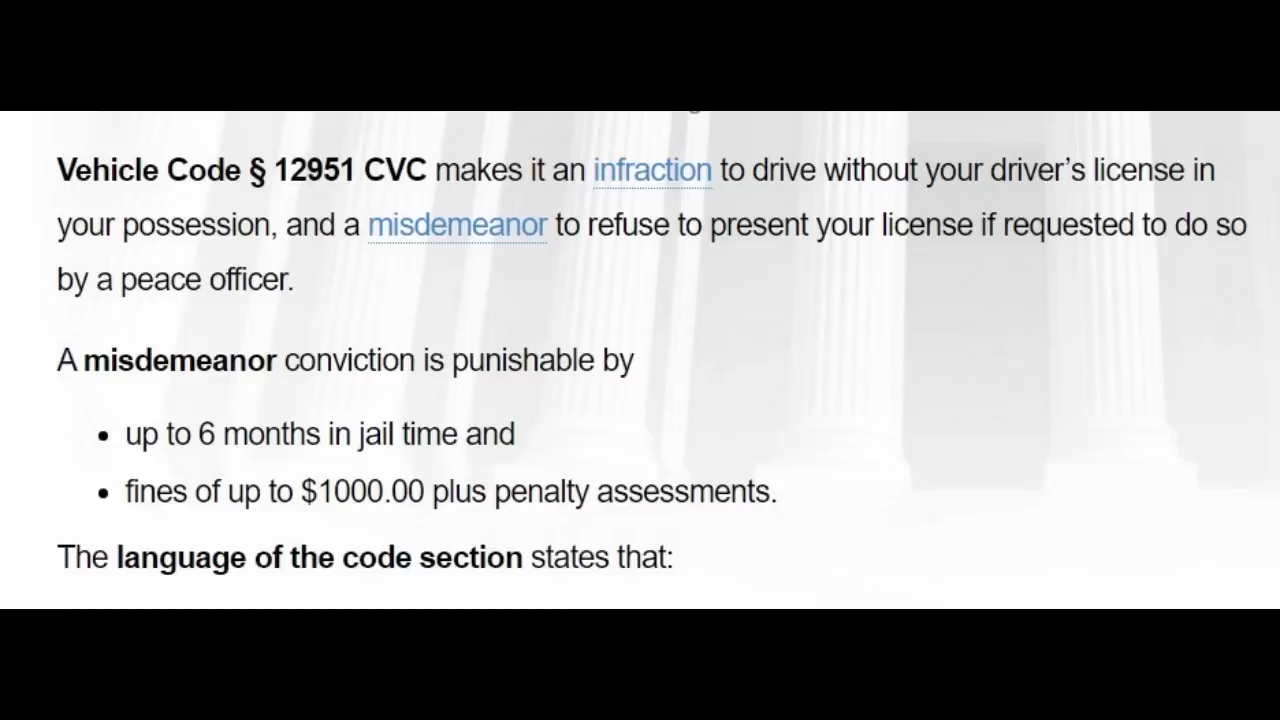 Vehicle Code § 12951 CVC makes it an infraction to drive without your driver’s license in
your possession, and a misdemeanor to refuse to present your license if requested to do so
by a peace officer.
A misdemeanor conviction is punishable by
• up to 6 months in jail time and
• fines of up to $1000.00 plus penalty assessments.
The language of the code section states that: